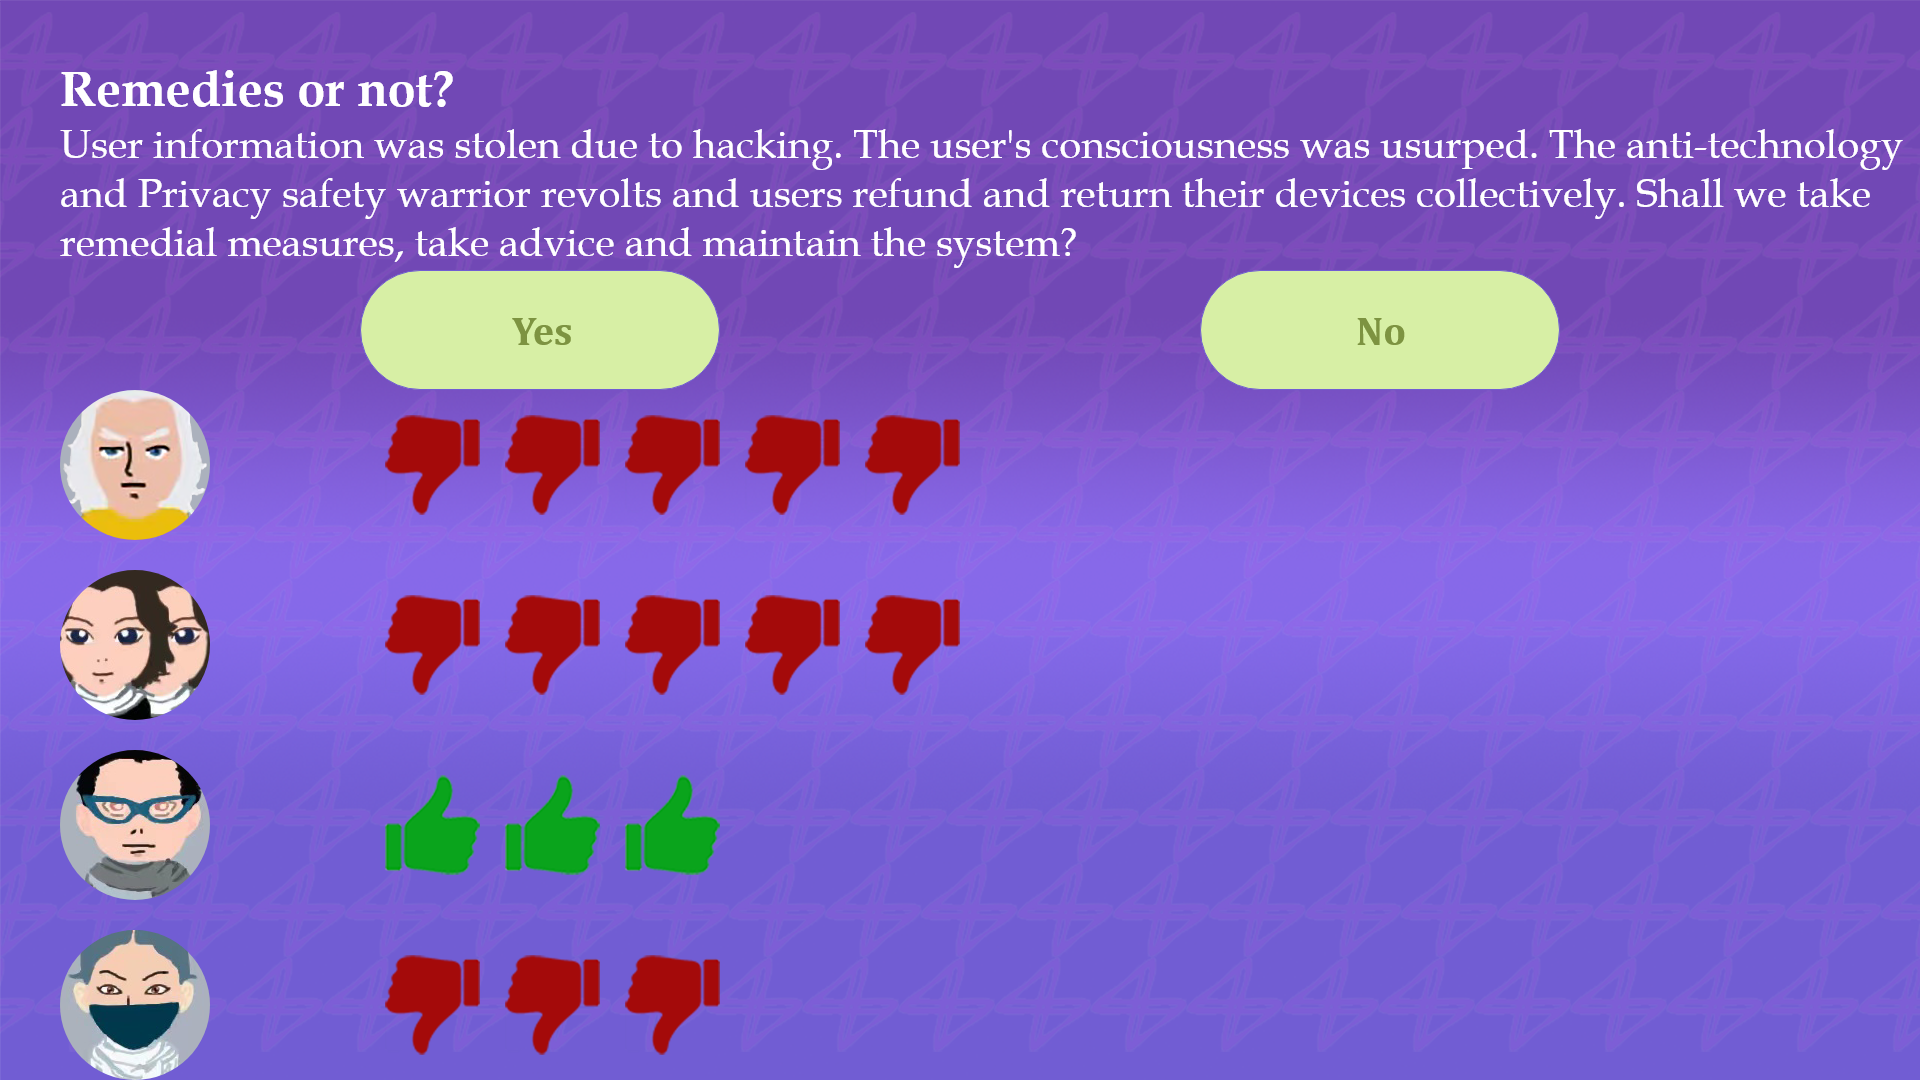 Remedies or not?
User information was stolen due to hacking. The user's consciousness was usurped. The anti-technology
and Privacy safety warrior revolts and users refund and return their devices collectively. Shall we take
remedial measures, take advice and maintain the system?
Yes
No